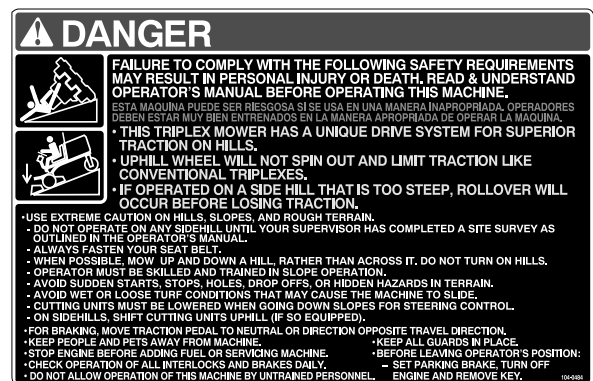 DANGER
FAILURE TO COMPLY WITH THE FOLLOWING SAFETY REQUIREMENTS
MAY RESULT IN PERSONAL INJURY OR DEATH. READ & UNDERSTAND
OPERATOR'S MANUAL BEFORE OPERATING THIS MACHINE.
ESTA MAQUINA PUEDE SER RIESGOSA SI SE USA EN UNA MANERA INAPROPRIADA. OPERADORES
DEBEN ESTAR MUY BIEN ENTRENADOS EN LA MANERA APROPRIADA DE OPERAR LA MAQUINA.
• THIS TRIPLEX MOWER HAS A UNIQUE DRIVE SYSTEM FOR SUPERIOR
TRACTION ON HILLS.
• UPHILL WHEEL WILL NOT SPIN OUT AND LIMIT TRACTION LIKE
CONVENTIONAL TRIPLEXES.
• IF OPERATED ON A SIDE HILL THAT IS TOO STEEP, ROLLOVER WILL
OCCUR BEFORE LOSING TRACTION.
•USE EXTREME CAUTION ON HILLS, SLOPES, AND ROUGH TERRAIN.
- DO NOT OPERATE ON ANY SIDEHILL UNTIL YOUR SUPERVISOR HAS COMPLETED A SITE SURVEY AS
OUTLINED IN THE OPERATOR'S MANUAL.
- ALWAYS FASTEN YOUR SEAT BELT.
- WHEN POSSIBLE, MOW UP AND DOWN A HILL, RATHER THAN ACROSS IT. DO NOT TURN ON HILLS.
- OPERATOR MUST BE SKILLED AND TRAINED IN SLOPE OPERATION.
- AVOID SUDDEN STARTS, STOPS, HOLES, DROP OFFS, OR HIDDEN HAZARDS IN TERRAIN.
- AVOID WET OR LOOSE TURF CONDITIONS THAT MAY CAUSE THE MACHINE TO SLIDE.
- CUTTING UNITS MUST BE LOWERED WHEN GOING DOWN SLOPES FOR STEERING CONTROL.
- ON SIDEHILLS, SHIFT CUTTING UNITS UPHILL (IF SO EQUIPPED).
•FOR BRAKING, MOVE TRACTION PEDAL TO NEUTRAL OR DIRECTION OPPOSITE TRAVEL DIRECTION.
•KEEP PEOPLE AND PETS AWAY FROM MACHINE.
•STOP ENGINE BEFORE ADDING FUEL OR SERVICING MACHINE.
•CHECK OPERATION OF ALL INTERLOCKS AND BRAKES DAILY.
• DO NOT ALLOW OPERATION OF THIS MACHINE BY UNTRAINED PERSONNEL.
•KEEP ALL GUARDS IN PLACE.
•BEFORE LEAVING OPERATOR'S POSITION:
- SET PARKING BRAKE, TURN OFF
ENGINE AND REMOVE KEY.
104-9484